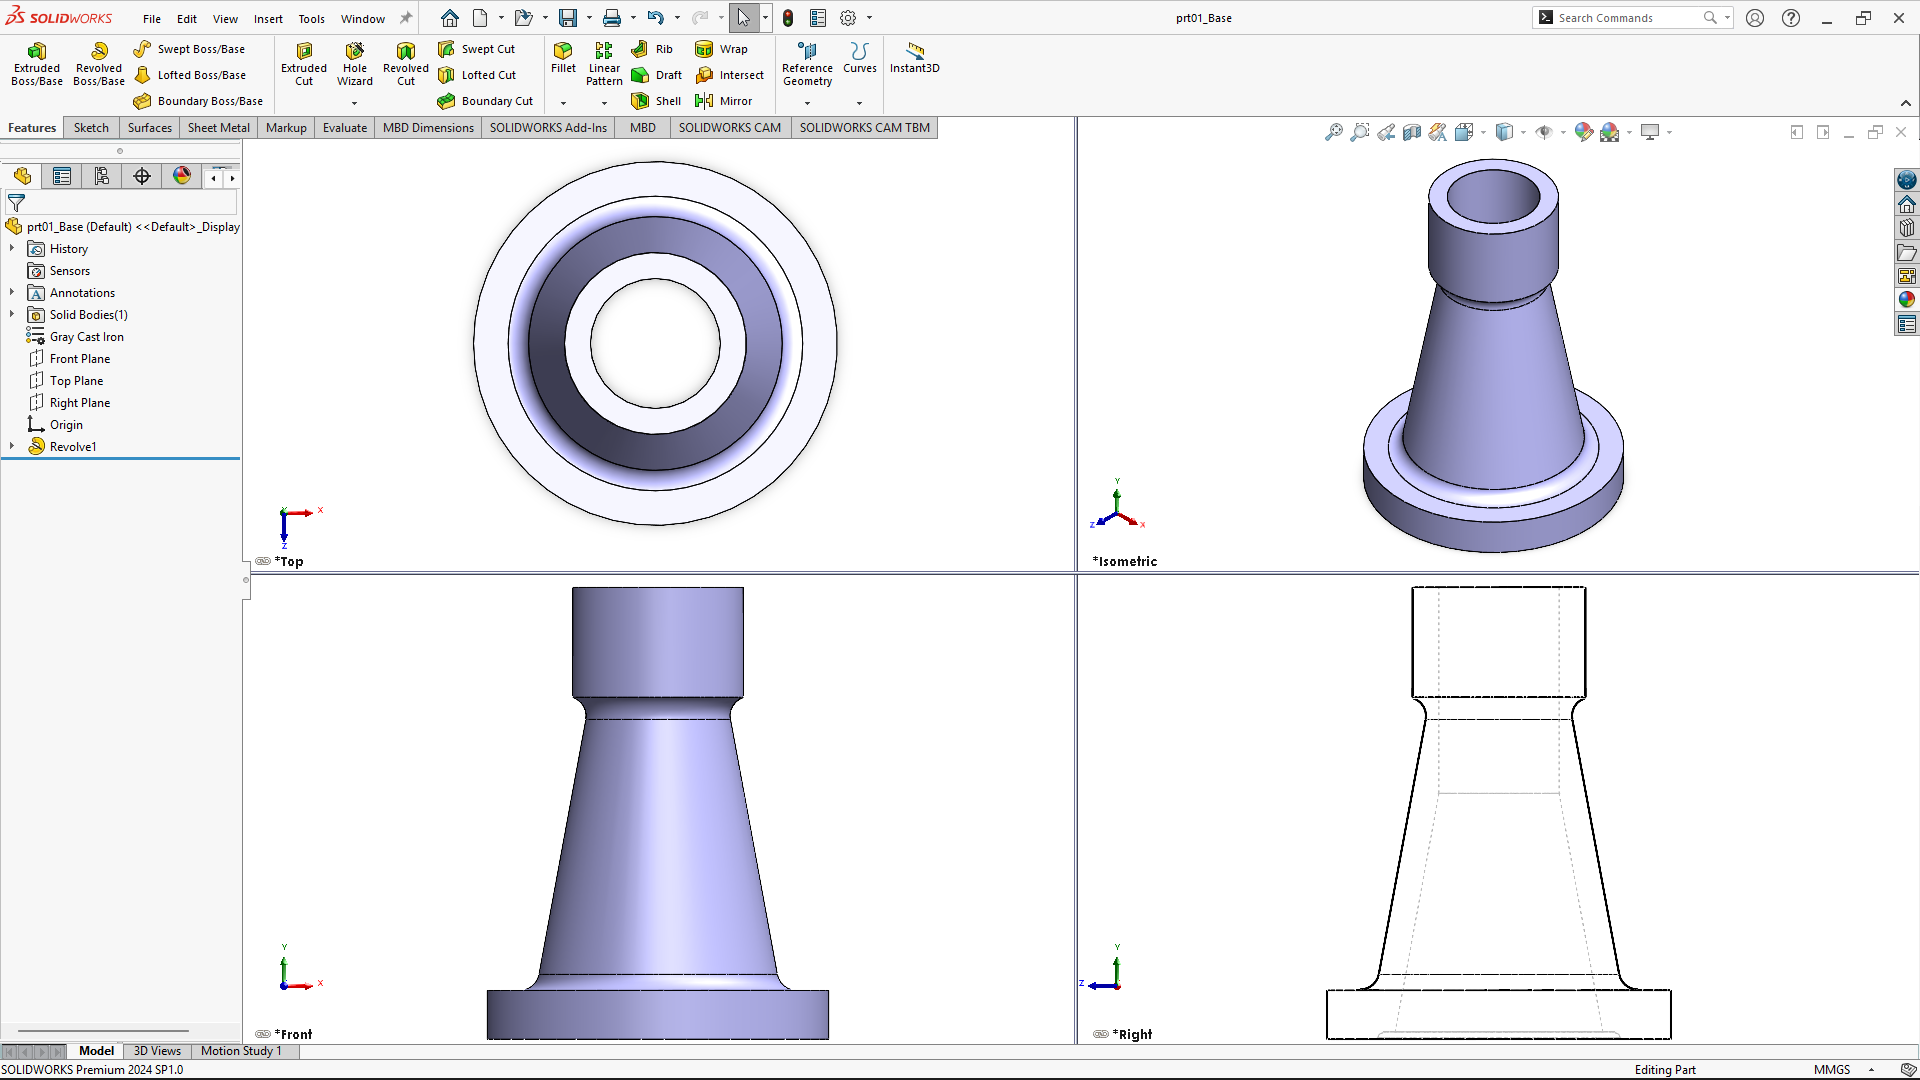 SOLIDWORKS File Edit View Insert Tools Window prt01_Base Search Commands
Extruded Boss/Base
Revolved Boss/Base
Swept Boss/Base
Lofted Boss/Base
Boundary Boss/Base
Extruded Cut
Hole Wizard
Revolved Cut
Swept Cut
Lofted Cut
Boundary Cut
Fillet
Linear Pattern
Rib
Draft
Shell
Wrap
Intersect
Mirror
Reference Geometry
Curves
Instant3D
Features Sketch Surfaces Sheet Metal Markup Evaluate MBD Dimensions SOLIDWORKS Add-Ins MBD SOLIDWORKS CAM SOLIDWORKS CAM TBM
prt01_Base (Default) <<Default>_Display
History
Sensors
Annotations
Solid Bodies(1)
Gray Cast Iron
Front Plane
Top Plane
Right Plane
Origin
Revolve1
Y X
Z
*Top
Y
Z X
*Isometric
Y
X
*Front
Y
Z
*Right
Model 3D Views Motion Study 1
SOLIDWORKS Premium 2024 SP1.0 Editing Part MMGS